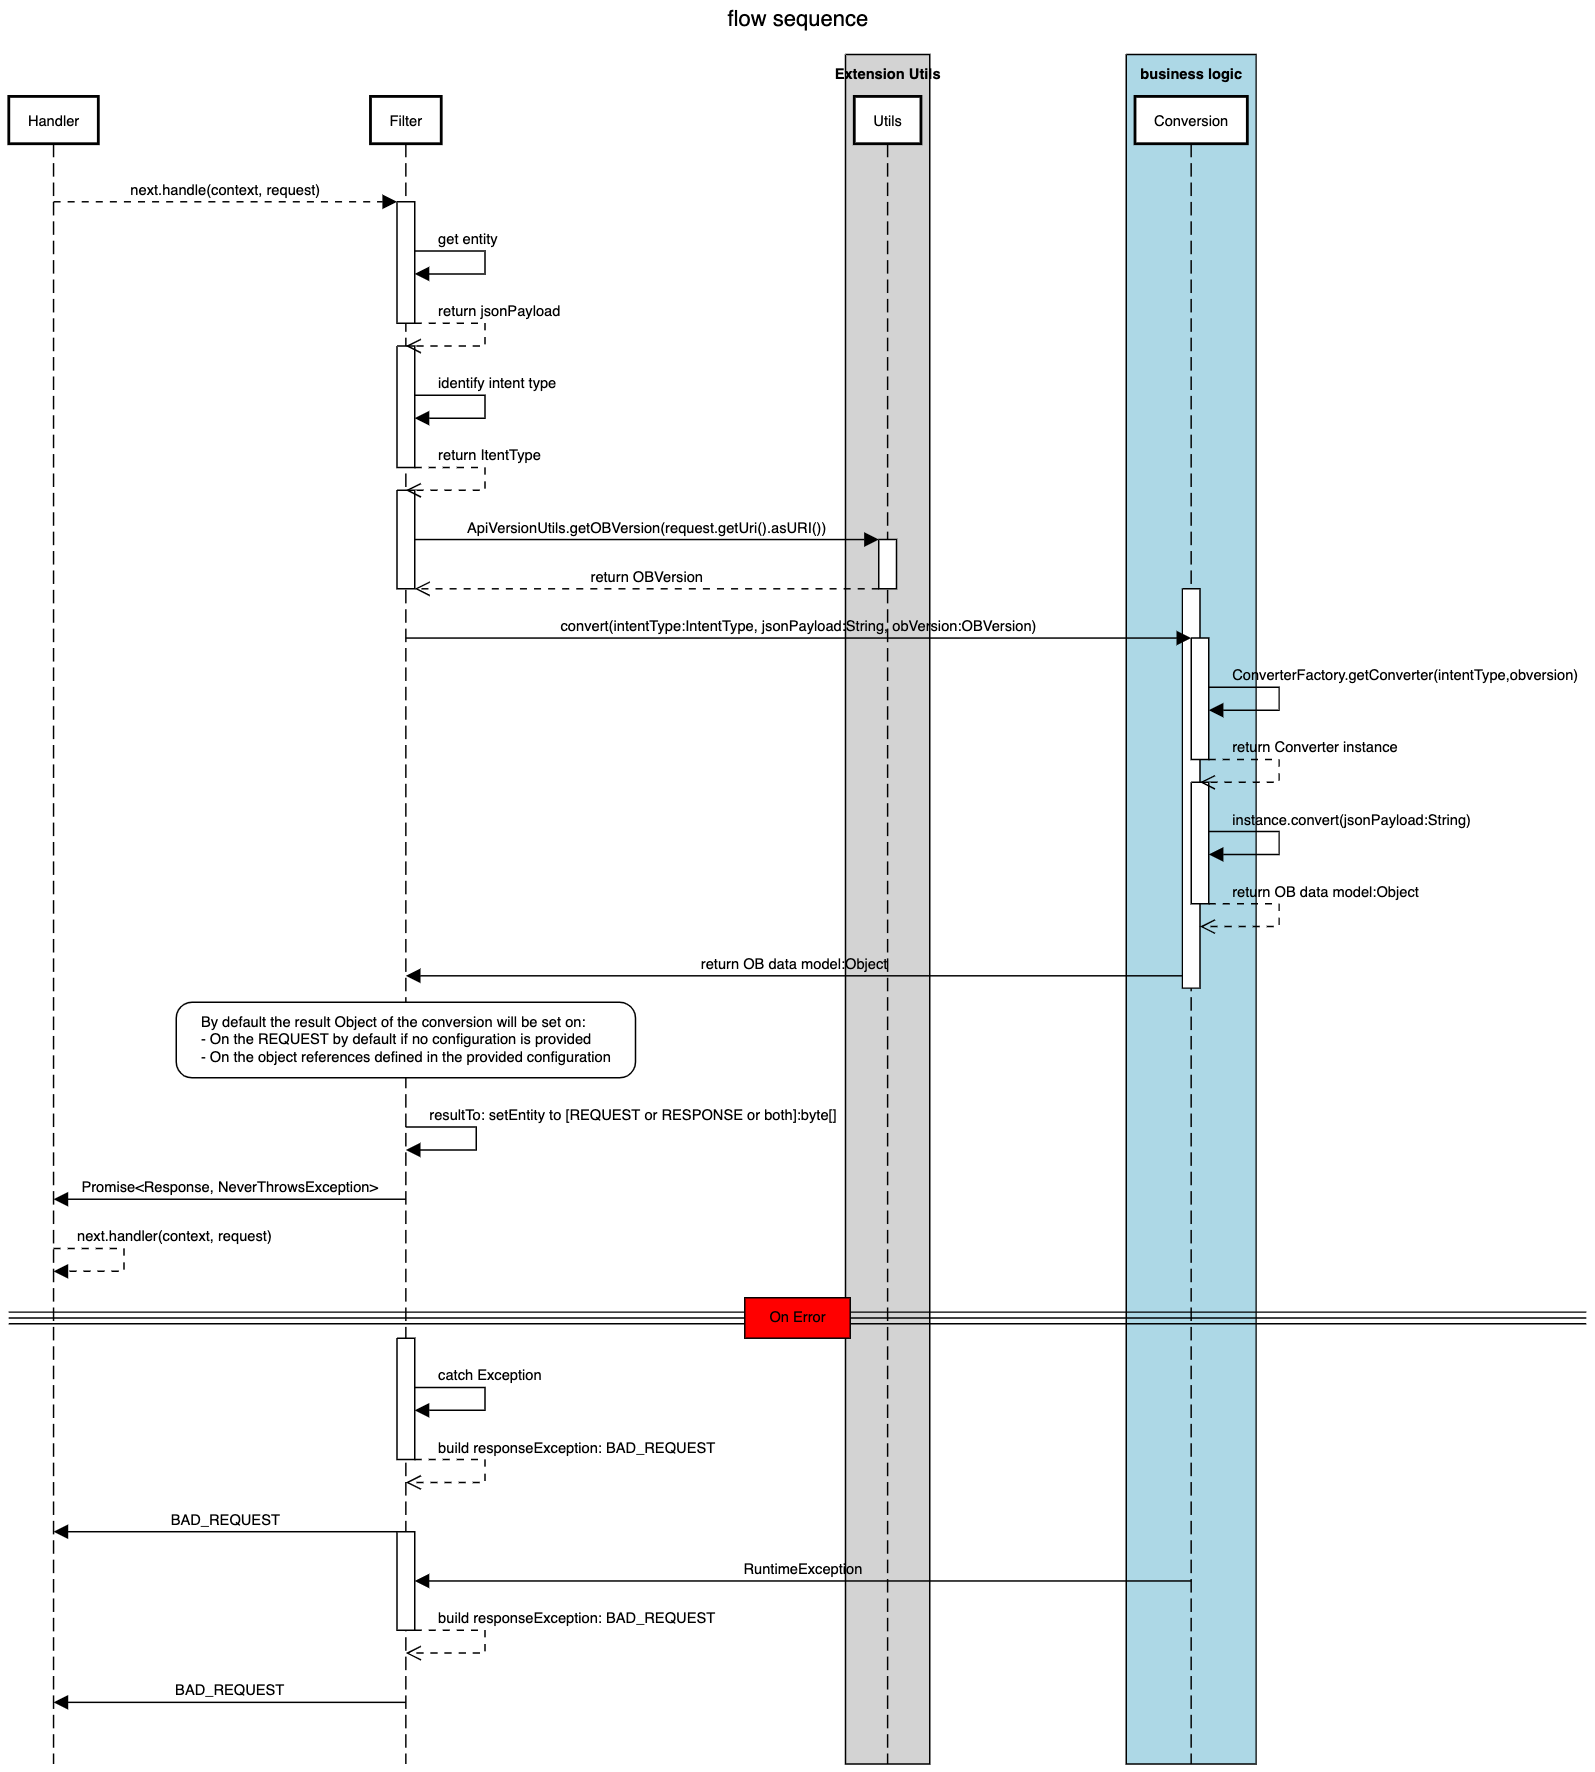 flow sequence
Extension Utils
business logic
Handler
Filter
Utils
Conversion
next.handle(context, request)
get entity
return jsonPayload
identify intent type
return ItentType
ApiVersionUtils.getOBVersion(request.getUri().asURI())
return OBVersion
convert(intentType:IntentType, jsonPayload:String, obVersion:OBVersion)
ConverterFactory.getConverter(intentType,obversion)
return Converter instance
instance.convert(jsonPayload:String)
return OB data model:Object
return OB data model:Object
By default the result Object of the conversion will be set on:
- On the REQUEST by default if no configuration is provided
- On the object references defined in the provided configuration
resultTo: setEntity to [REQUEST or RESPONSE or both]:byte[]
Promise<Response, NeverThrowsException>
next.handler(context, request)
On Error
catch Exception
build responseException: BAD_REQUEST
BAD_REQUEST
RuntimeException
build responseException: BAD_REQUEST
BAD_REQUEST